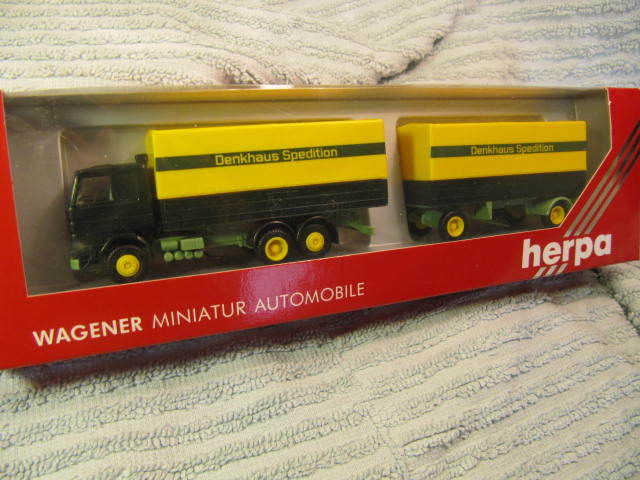 Denkhaus Spedition
Denkhaus Spedition
herpa
WAGENER MINIATUR AUTOMOBILE